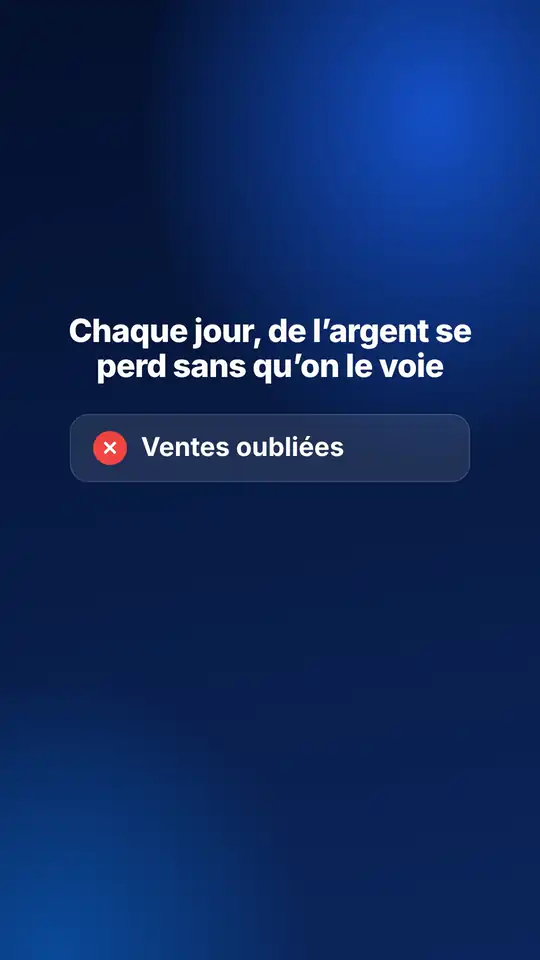 Chaque jour, de l’argent se
perd sans qu’on le voie
Ventes oubliées